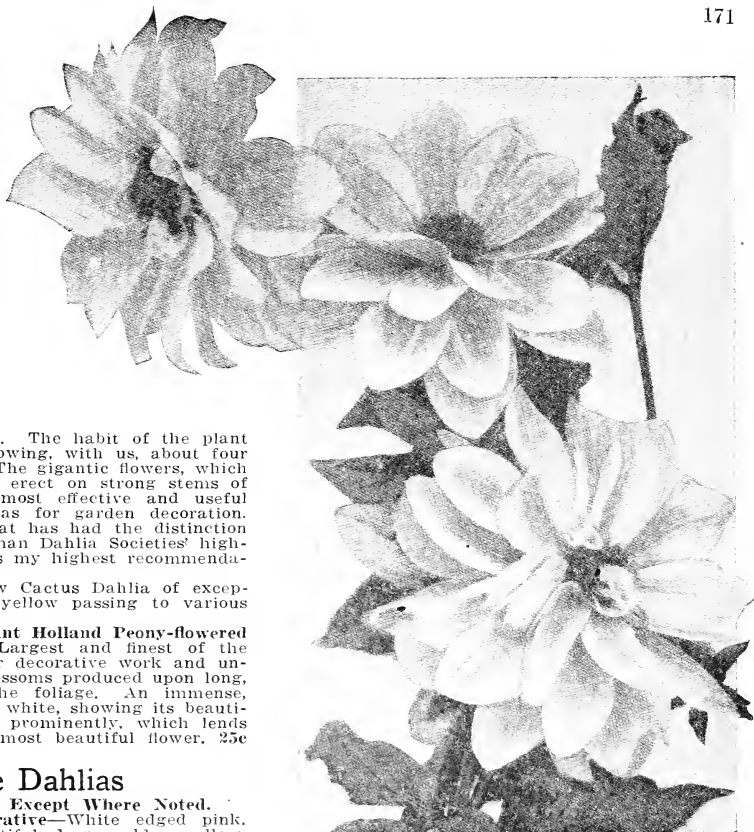 171
. The habit of the plant
owing, with us, about four
The gigantic flowers, which
erect on strong stems of
most effective and useful
as for garden decoration.
at has had the distinction
nan Dahlia Societies' high-
s my highest recommenda-
w Cactus Dahlia of excep-
yellow passing to various
nt Holland Peony-flowered
Largest and finest of the
r decorative work and un-
ossoms produced upon long,
he foliage. An immense,
white, showing its beauti-
prominently, which lends
most beautiful flower. 25c
e Dahlias
Except Where Noted.
rative—White edged pink.